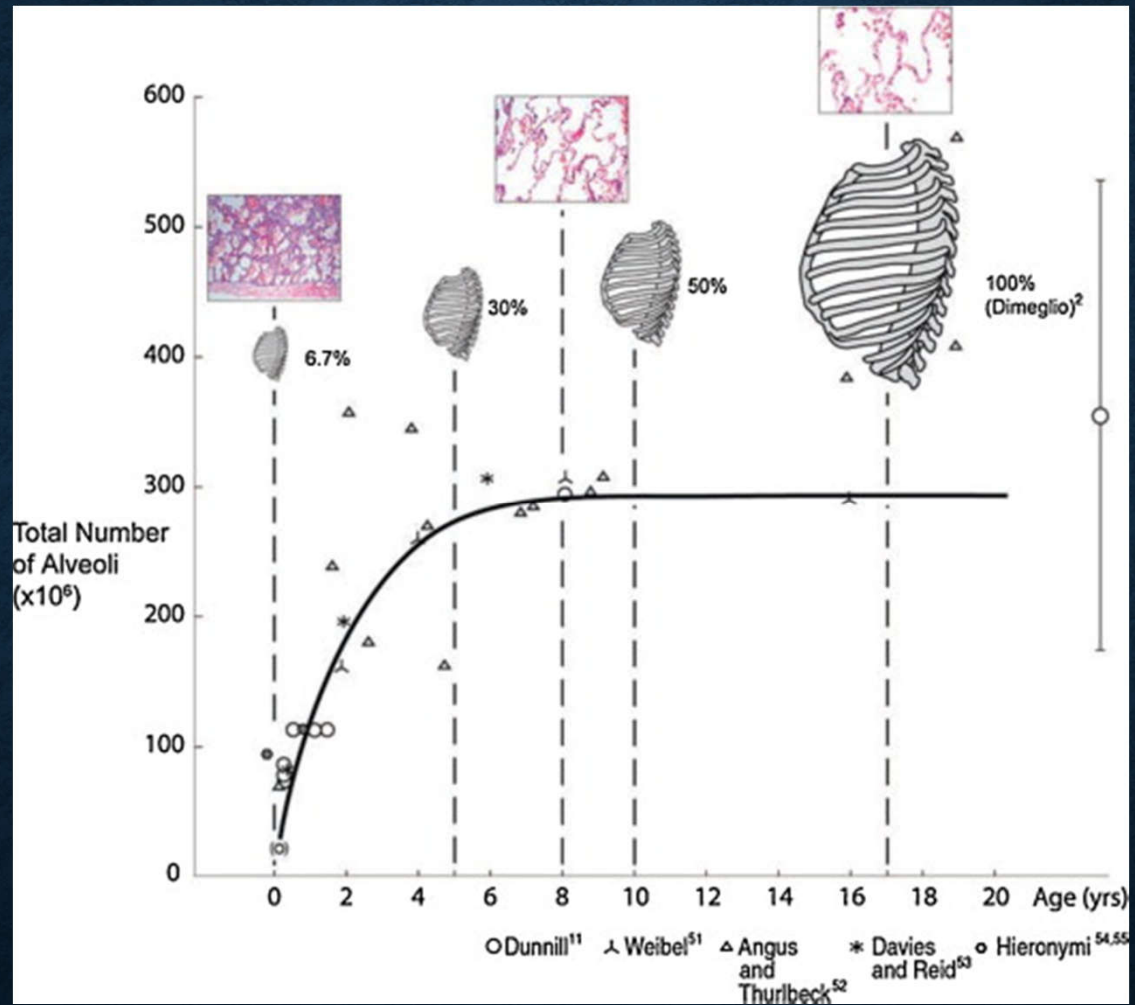 600
500
400
300
200
100
0
Total Number
of Alveoli
(x10⁶)
6.7%
30%
50%
100%
(Dimeglio)²
0 2 4 6 8 10 12 14 16 18 20 Age (yrs)
Dunnill¹¹ Weibel⁵¹ Angus and Thurlbeck⁵² Davies and Reid⁵³ Hieronymi⁵⁴,⁵⁵